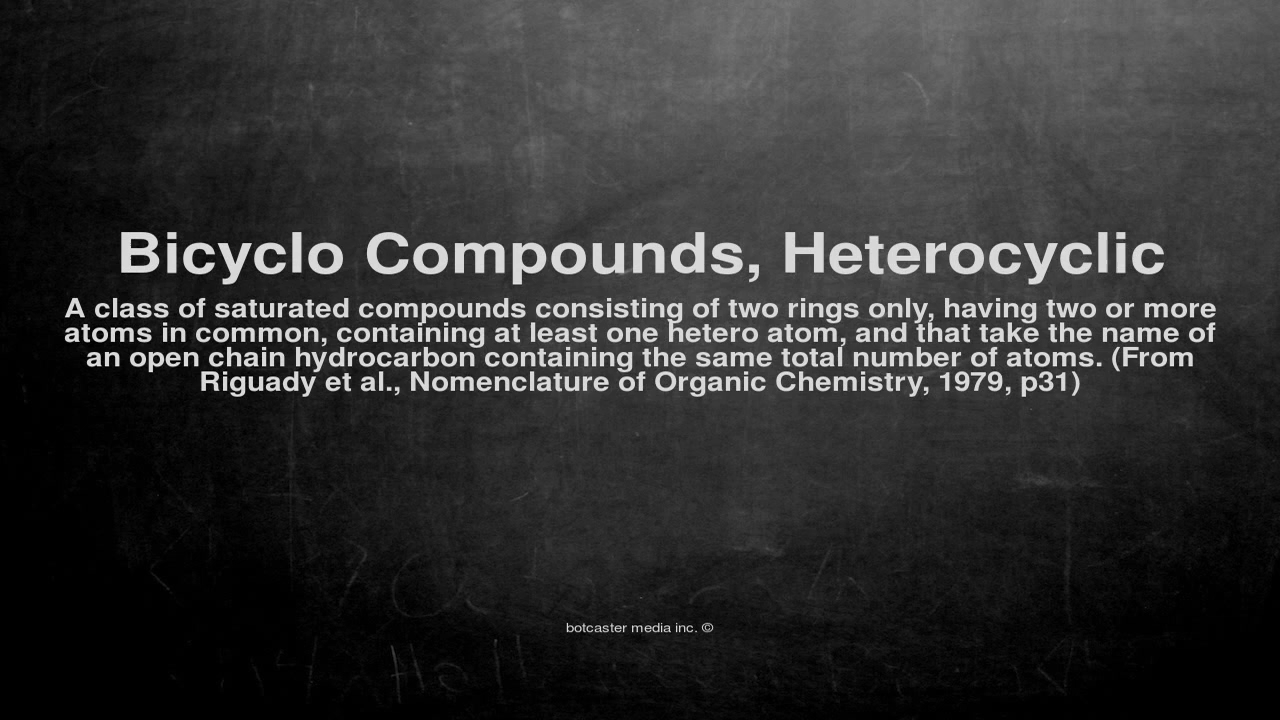 Bicyclo Compounds, Heterocyclic
A class of saturated compounds consisting of two rings only, having two or more
atoms in common, containing at least one hetero atom, and that take the name of
an open chain hydrocarbon containing the same total number of atoms. (From
Riguady et al., Nomenclature of Organic Chemistry, 1979, p31)
botcaster media inc. ©